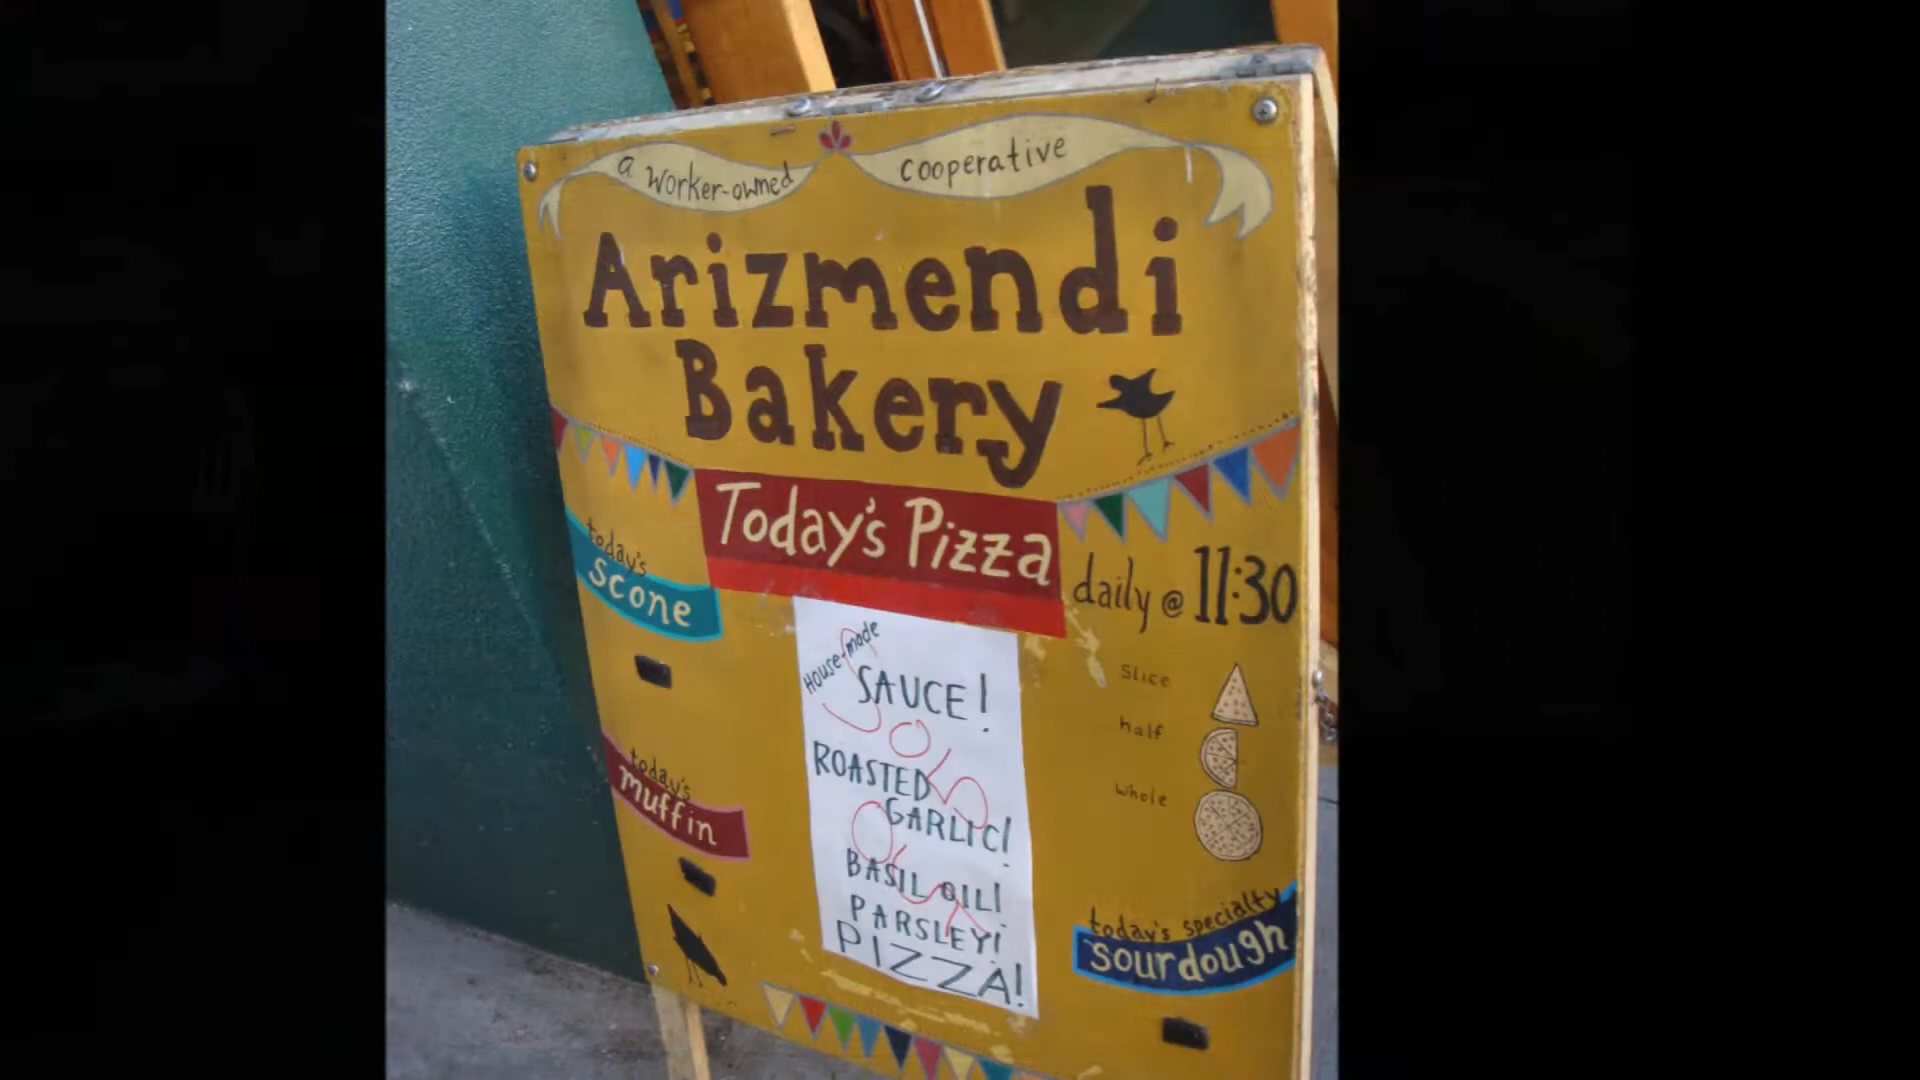 a worker-owned cooperative
Arizmendi
Bakery
Today's Pizza
daily @ 11:30
today's
scone
today's
muffin
House-made
SAUCE!
ROASTED
GARLIC!
BASIL OIL!
PARSLEY!
PIZZA!
slice
half
whole
today's specialty
sourdough